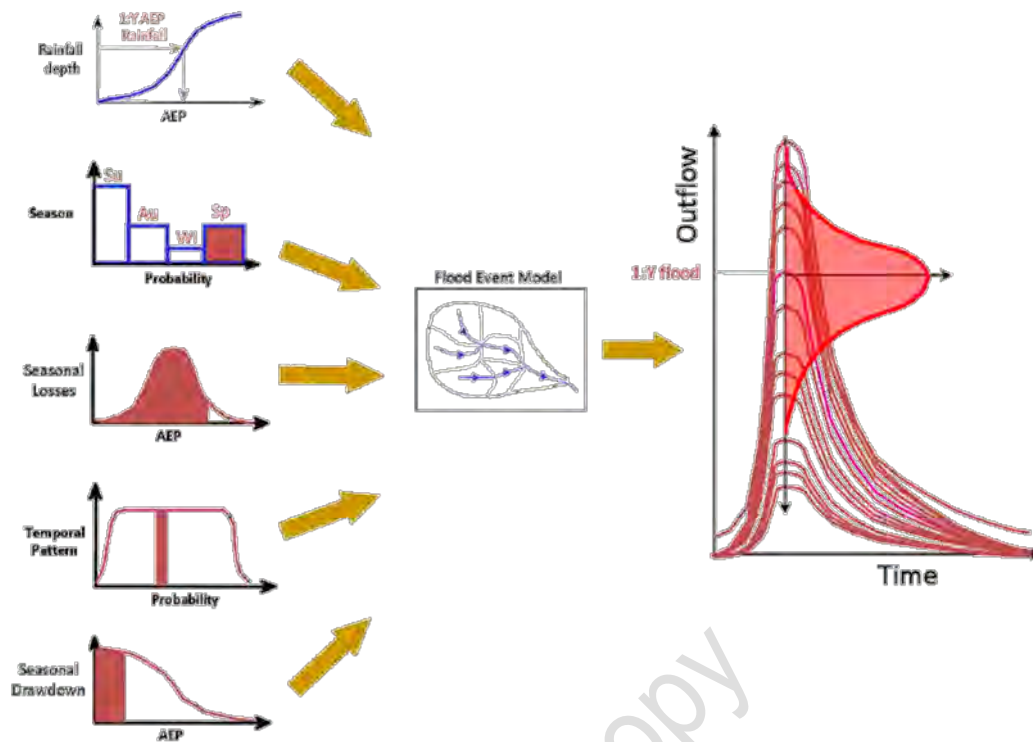 1:Y AEP
Rainfall
Rainfall
depth
AEP
Su
Au
Wi
Sp
Season
Probability
Seasonal
Losses
AEP
Temporal
Pattern
Probability
Seasonal
Drawdown
AEP
Flood Event Model
Outflow
1:Y flood
Time
opy